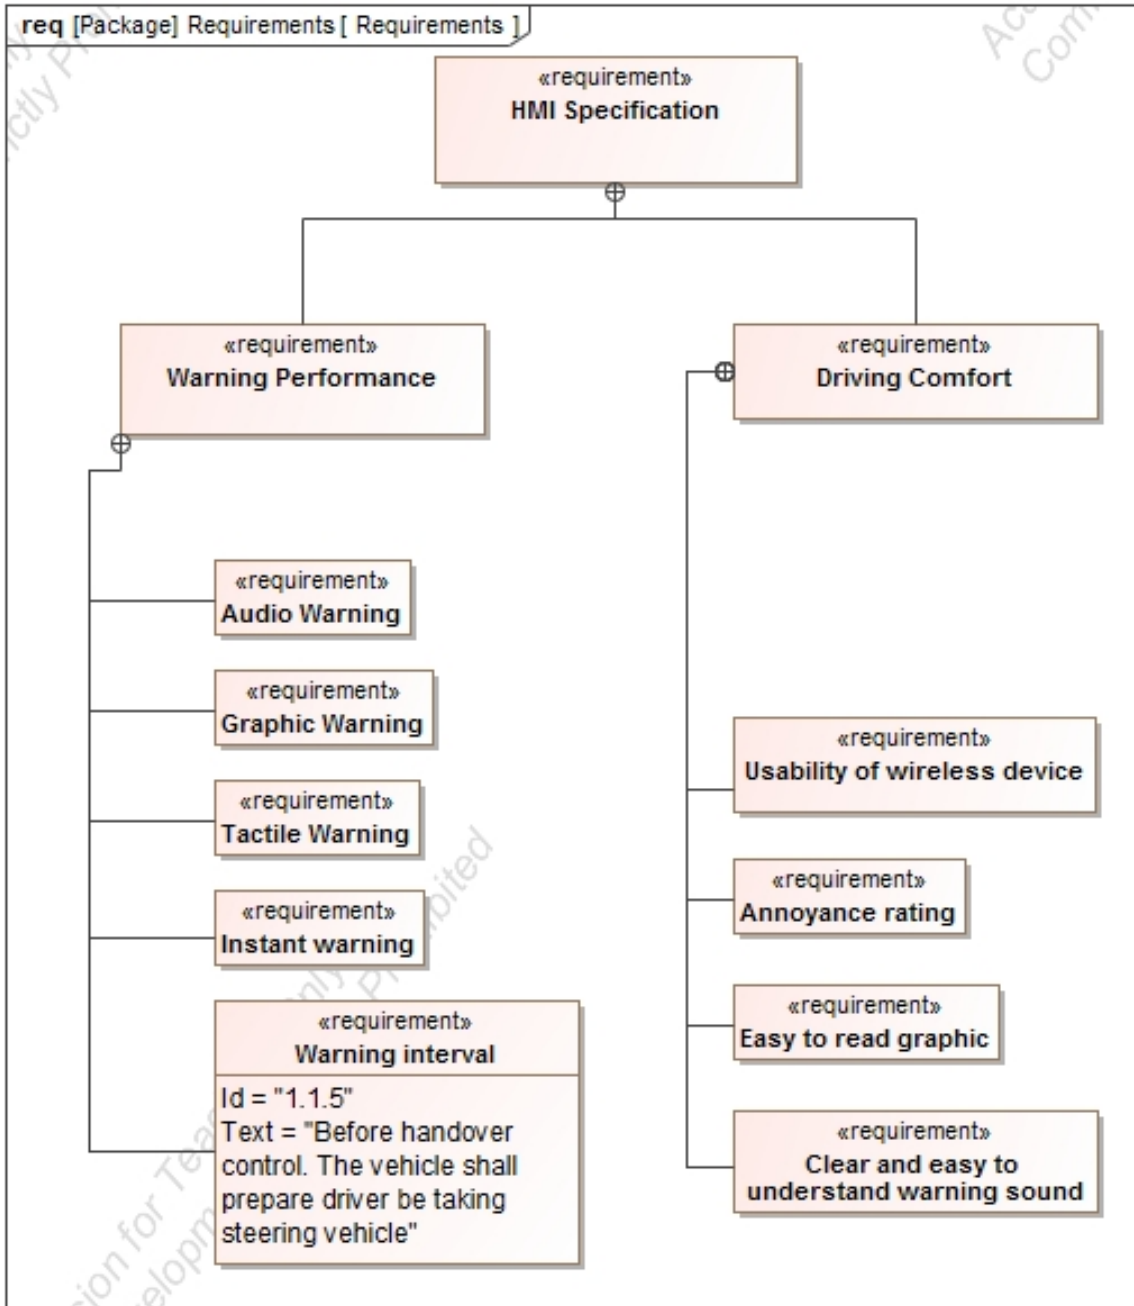 req [Package] Requirements [ Requirements ]
«requirement»
HMI Specification
«requirement»
Warning Performance
«requirement»
Audio Warning
«requirement»
Graphic Warning
«requirement»
Tactile Warning
«requirement»
Instant warning
«requirement»
Warning interval
Id = "1.1.5"
Text = "Before handover
control. The vehicle shall
prepare driver be taking
steering vehicle"
«requirement»
Driving Comfort
«requirement»
Usability of wireless device
«requirement»
Annoyance rating
«requirement»
Easy to read graphic
«requirement»
Clear and easy to
understand warning sound